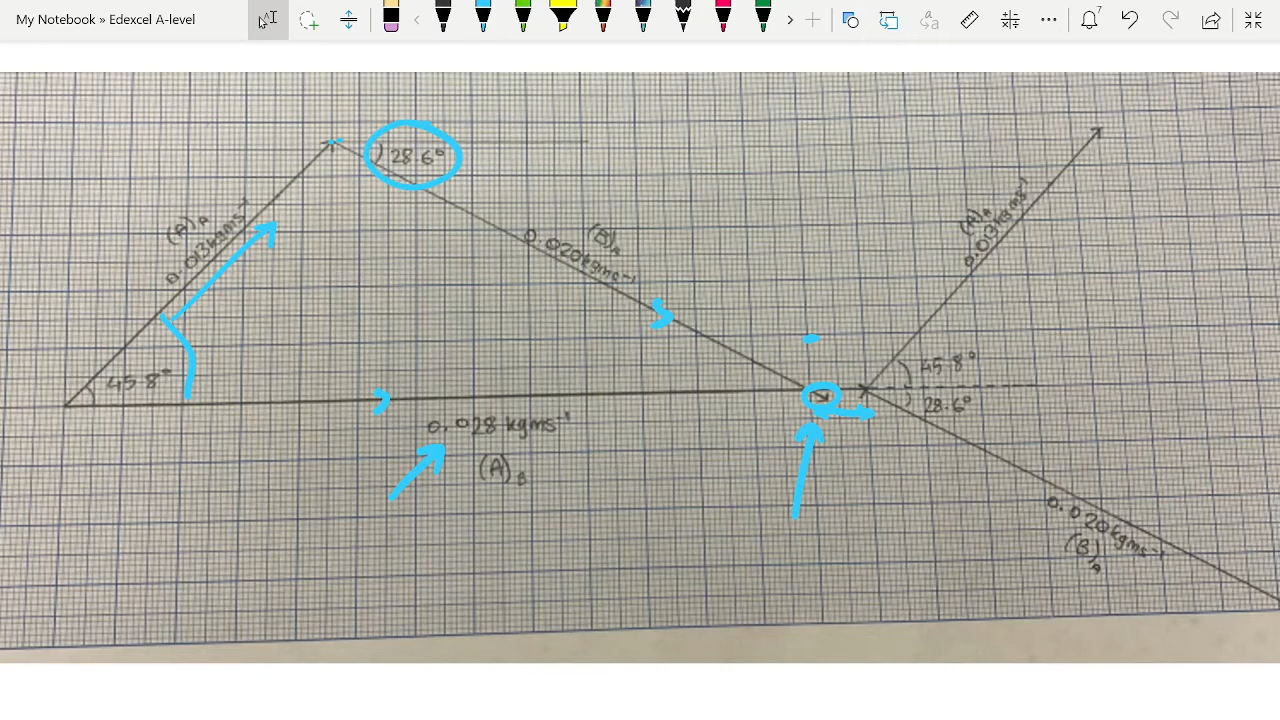 My Notebook » Edexcel A-level
7
28.6°
(A)A
0.013kgms⁻¹
(B)A
0.020kgms⁻¹
(A)A
0.013kgms⁻¹
45.8°
45.8°
28.6°
0.028 kgms⁻¹
(A)B
0.020kgms⁻¹
(B)A